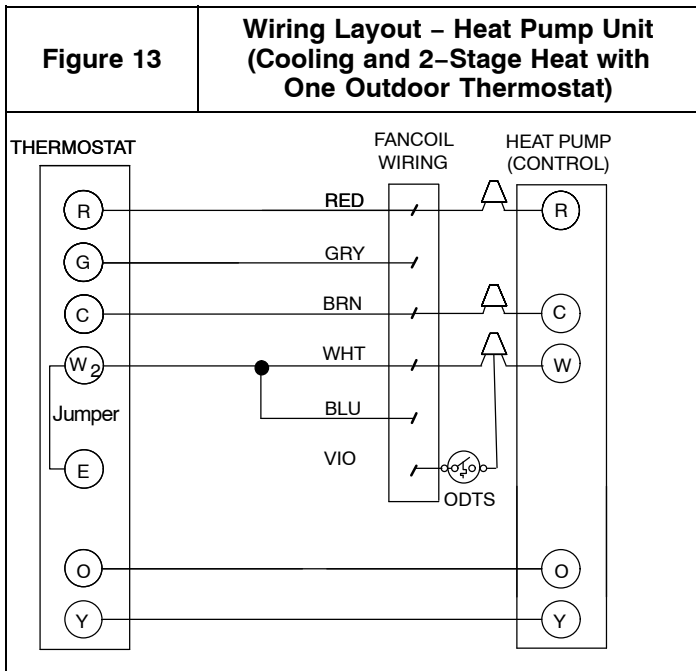 Figure 13
Wiring Layout – Heat Pump Unit
(Cooling and 2–Stage Heat with
One Outdoor Thermostat)
THERMOSTAT
FANCOIL
WIRING
HEAT PUMP
(CONTROL)
R
RED
R
G
GRY
C
BRN
C
W2
WHT
W
Jumper
BLU
E
VIO
ODTS
O
O
Y
Y